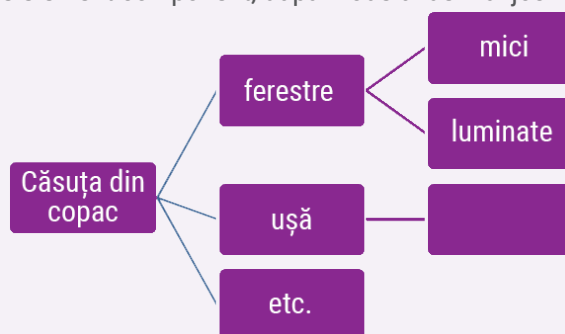 mici
ferestre
luminate
Căsuța din
copac
ușă
etc.